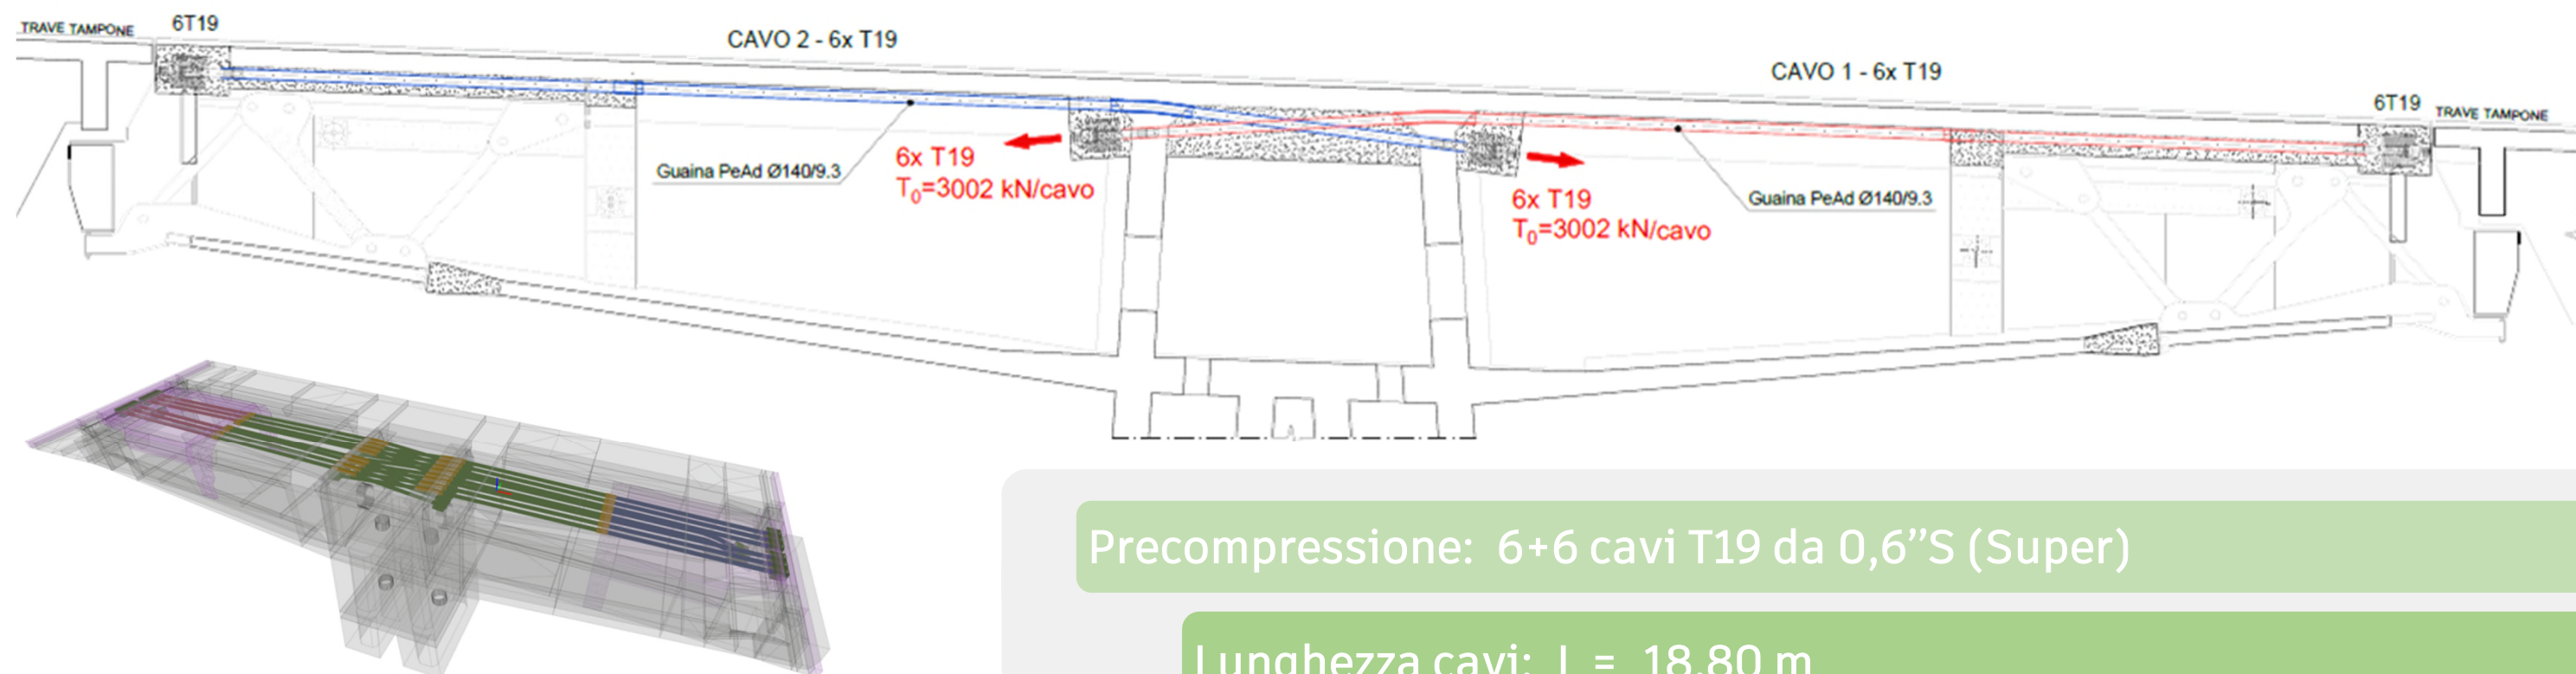 TRAVE TAMPONE
6T19
CAVO 2 - 6x T19
CAVO 1 - 6x T19
6T19
TRAVE TAMPONE
Guaina PeAd Ø140/9.3
6x T19
T₀=3002 kN/cavo
6x T19
T₀=3002 kN/cavo
Guaina PeAd Ø140/9.3
Precompressione: 6+6 cavi T19 da 0,6”S (Super)
Lunghezza cavi: L = 18,80 m